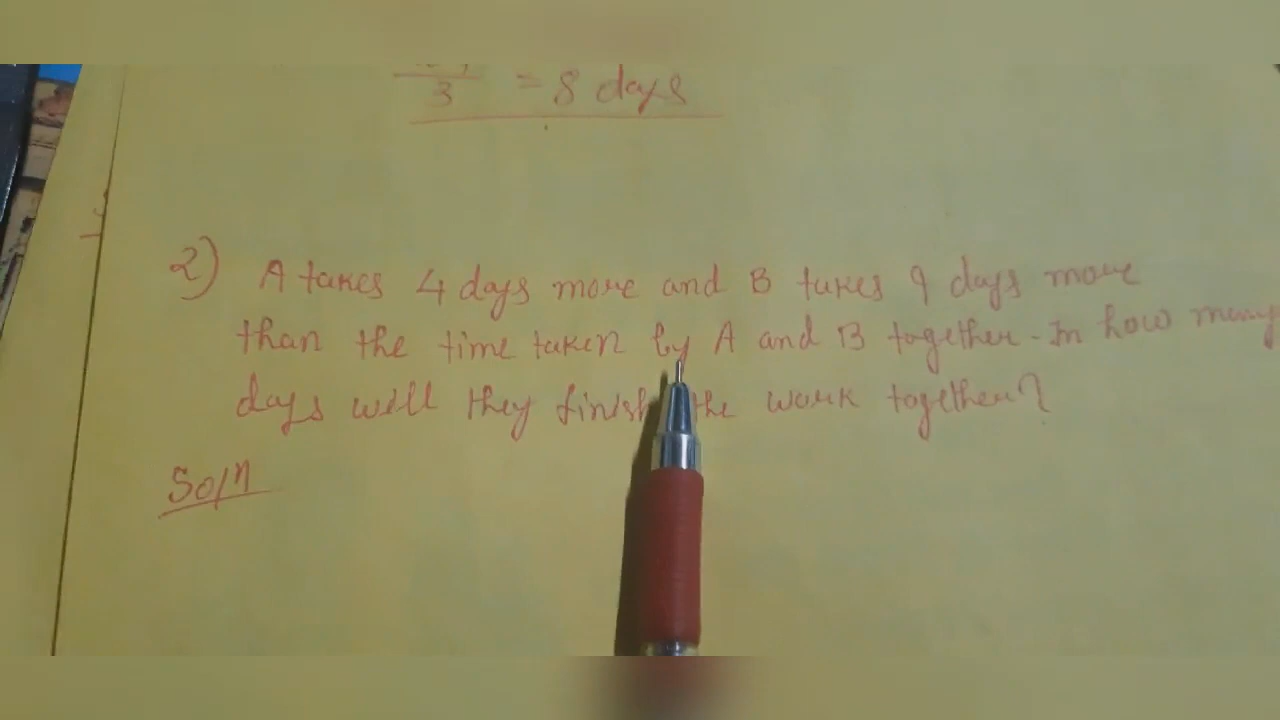 3 = 8 days
2) A takes 4 days more and B takes 9 days more
than the time taken by A and B together. In how many
days will they finish the work together?
Soln